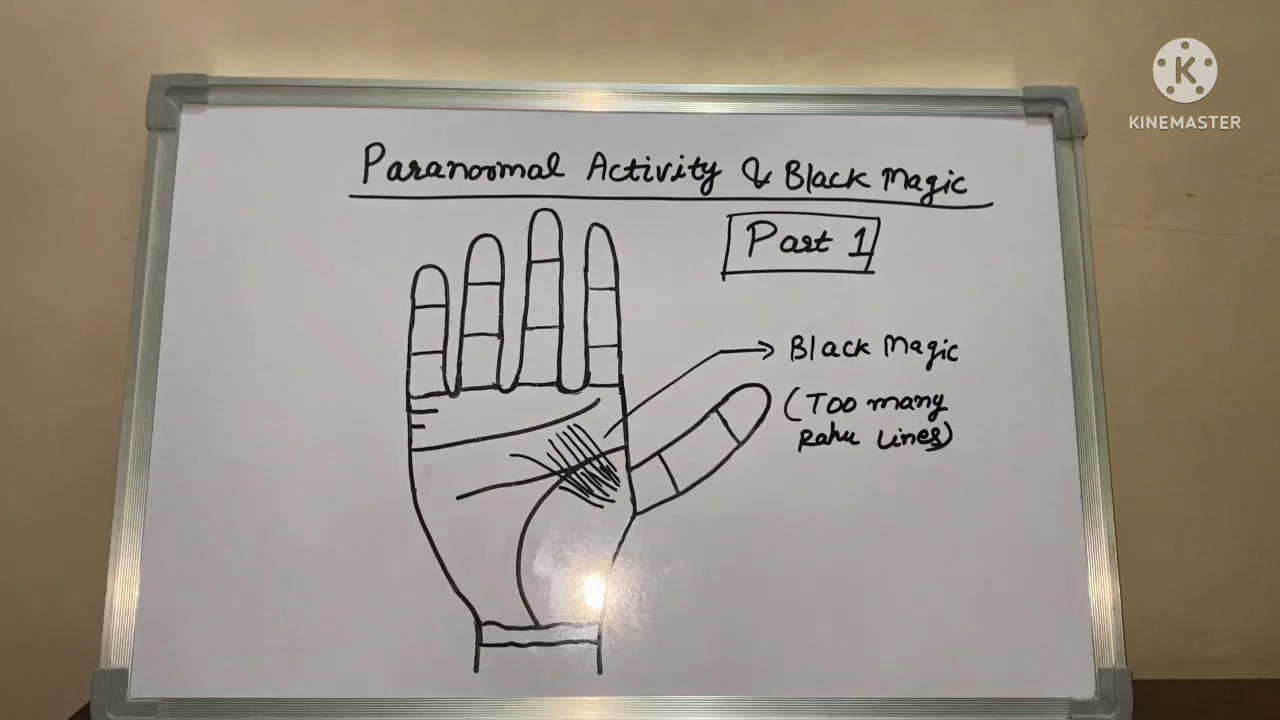 KINEMASTER
Paranormal Activity & Black Magic
Part 1
Black Magic
(Too many
Rahu Lines)